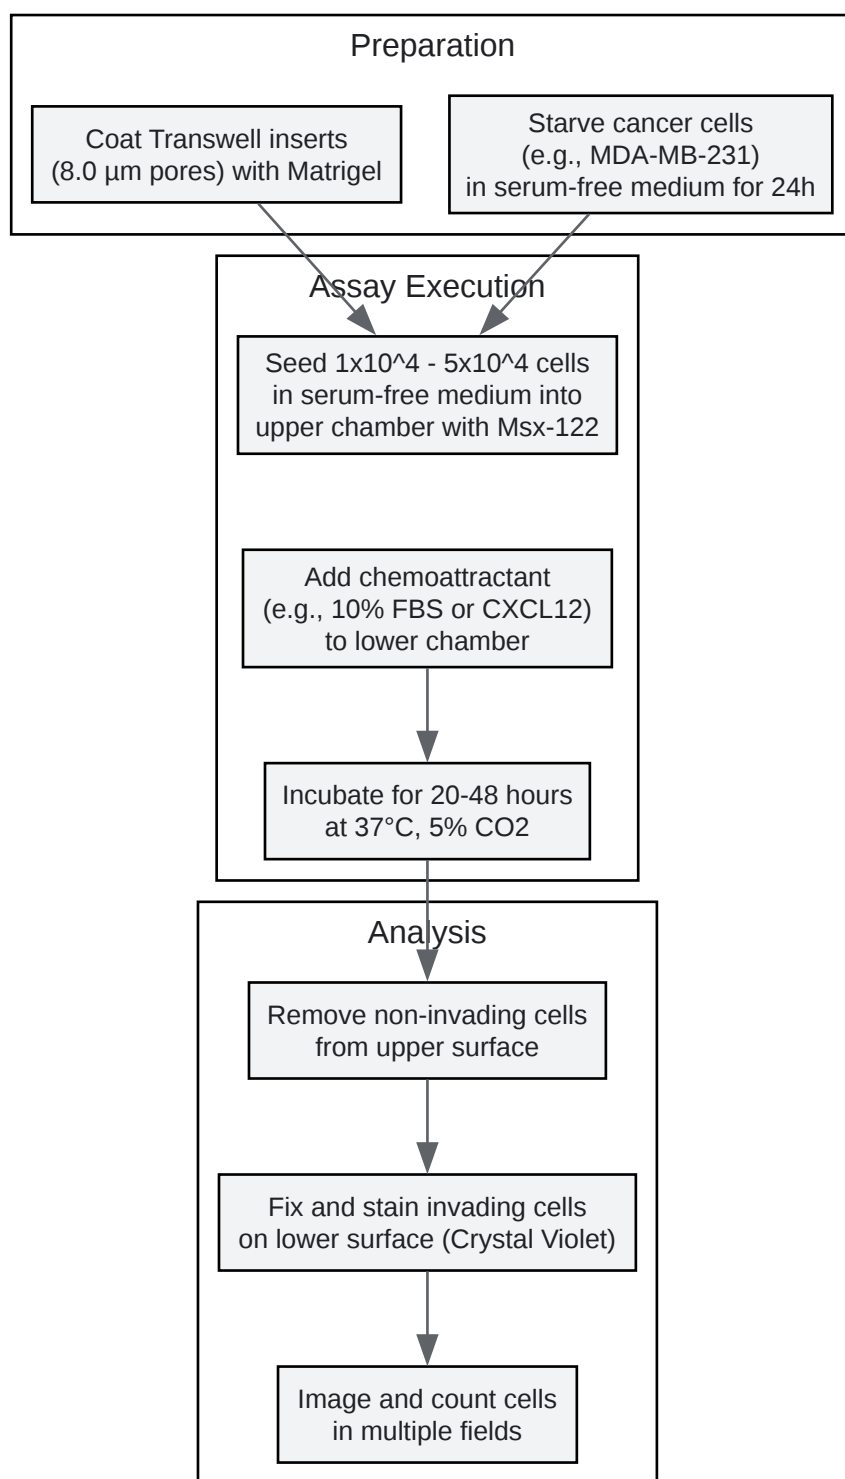 Preparation
Coat Transwell inserts
(8.0 µm pores) with Matrigel
Starve cancer cells
(e.g., MDA-MB-231)
in serum-free medium for 24h
Assay Execution
Seed 1x10^4 - 5x10^4 cells
in serum-free medium into
upper chamber with Msx-122
Add chemoattractant
(e.g., 10% FBS or CXCL12)
to lower chamber
Incubate for 20-48 hours
at 37°C, 5% CO2
Analysis
Remove non-invading cells
from upper surface
Fix and stain invading cells
on lower surface (Crystal Violet)
Image and count cells
in multiple fields